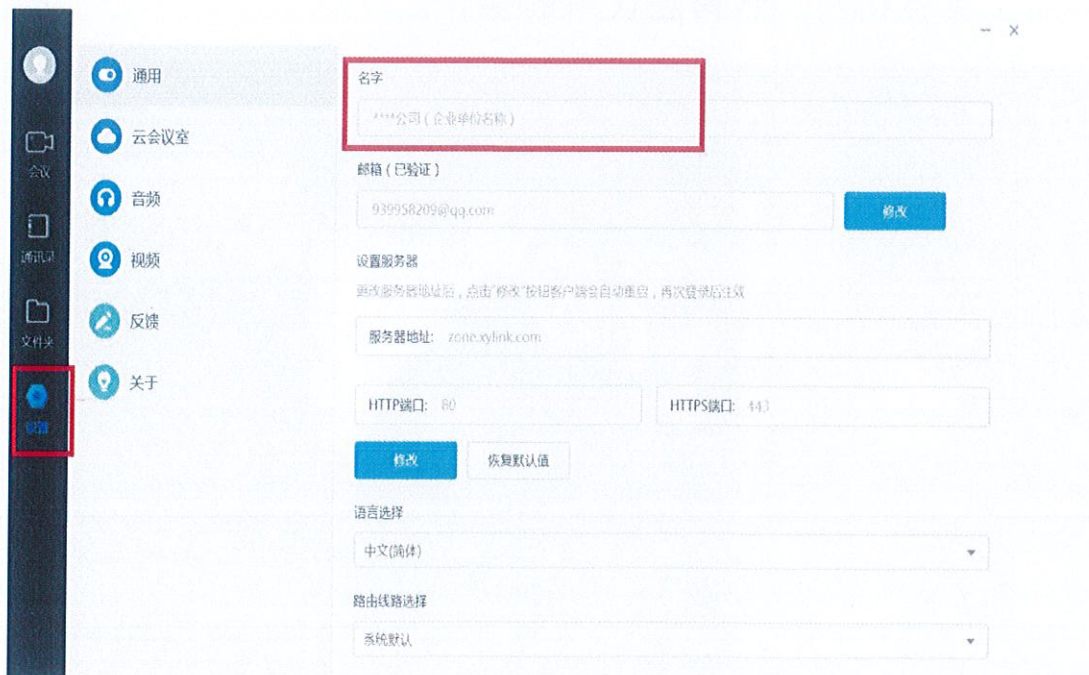 会议
通讯录
文件夹
设置
通用
云会议室
音频
视频
反馈
关于
名字
****公司（企业单位名称）
邮箱（已验证）
939958209@qq.com
修改
设置服务器
更改服务器地址后，点击“修改”按钮客户端会自动重启，再次登录后生效
服务器地址: zone.xylink.com
HTTP端口: 80
HTTPS端口: 443
修改
恢复默认值
语言选择
中文(简体)
路由线路选择
系统默认